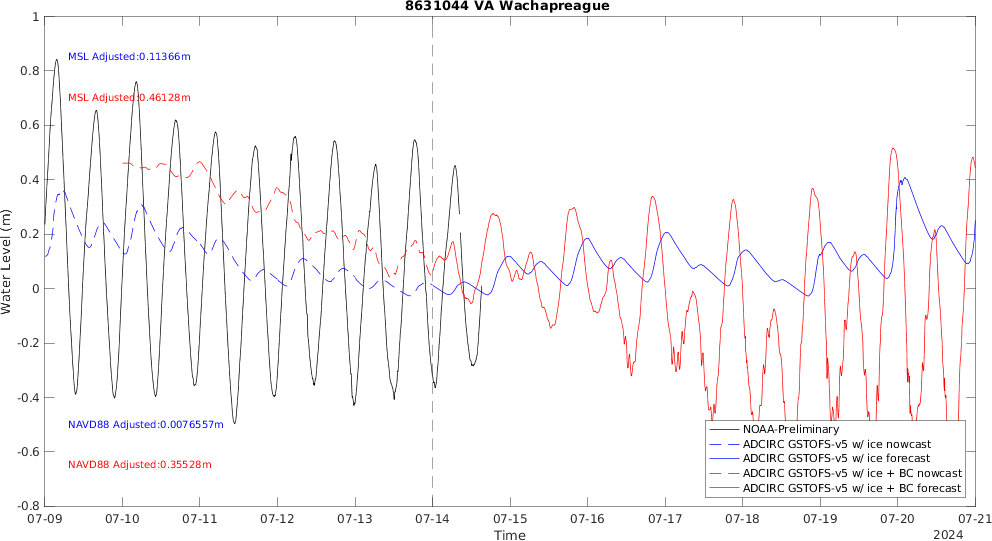 8631044 VA Wachapreague
1
0.8
0.6
0.4
0.2
0
-0.2
-0.4
-0.6
-0.8
Water Level (m)
MSL Adjusted:0.11366m
MSL Adjusted:0.46128m
NAVD88 Adjusted:0.0076557m
NAVD88 Adjusted:0.35528m
NOAA-Preliminary
ADCIRC GSTOFS-v5 w/ ice nowcast
ADCIRC GSTOFS-v5 w/ ice forecast
ADCIRC GSTOFS-v5 w/ ice + BC nowcast
ADCIRC GSTOFS-v5 w/ ice + BC forecast
07-09 07-10 07-11 07-12 07-13 07-14 07-15 07-16 07-17 07-18 07-19 07-20 07-21
Time
2024